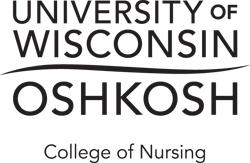 UNIVERSITY OF
WISCONSIN
OSHKOSH
College of Nursing